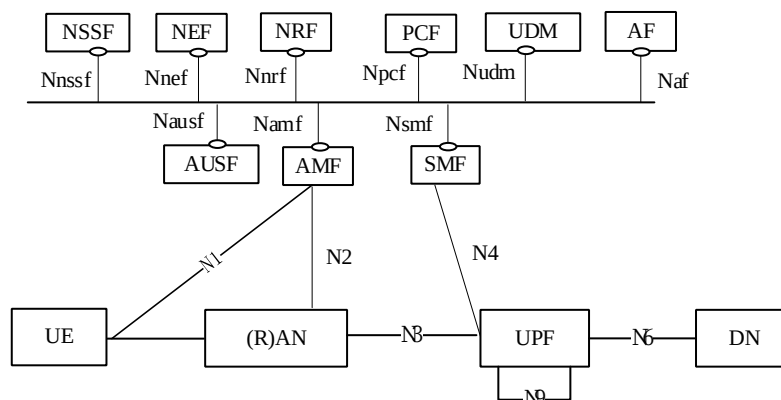 NSSF NEF NRF PCF UDM AF
Nnssf Nnef Nnrf Npcf Nudm Naf
Nausf Namf Nsmf
AUSF AMF SMF
N1 N2 N4
UE (R)AN N3 UPF N6 DN
N9